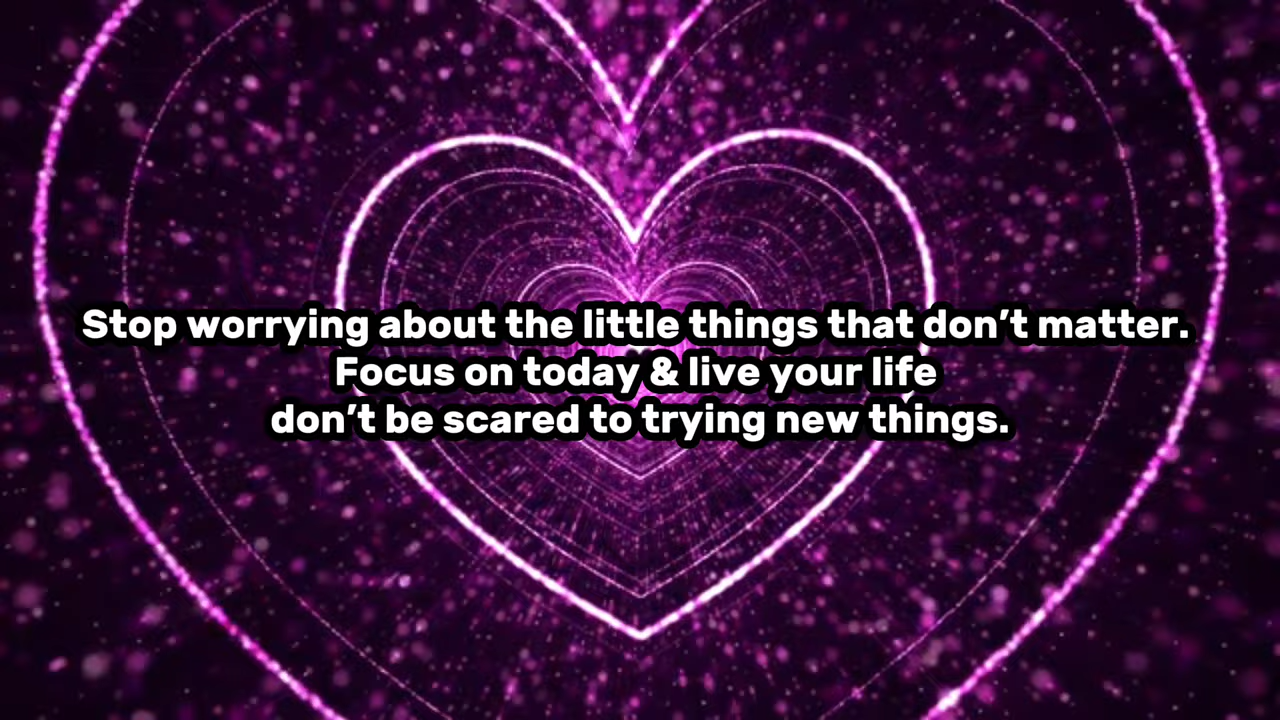 Stop worrying about the little things that don’t matter.
Focus on today & live your life
don’t be scared to trying new things.